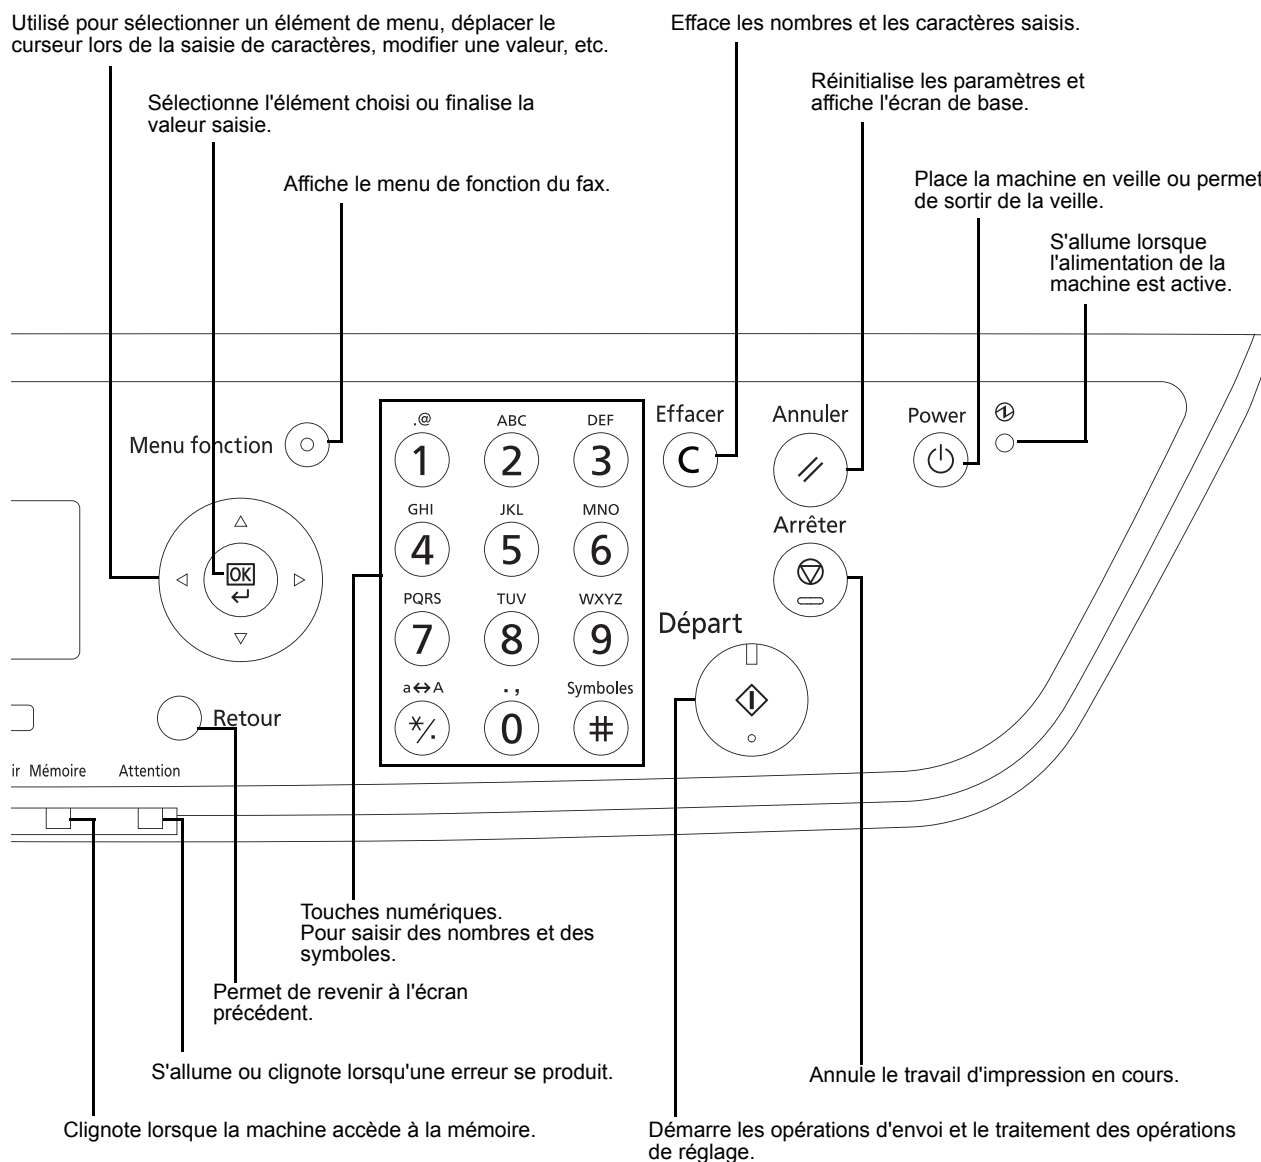 Utilisé pour sélectionner un élément de menu, déplacer le
curseur lors de la saisie de caractères, modifier une valeur, etc.
Efface les nombres et les caractères saisis.
Réinitialise les paramètres et
affiche l'écran de base.
Sélectionne l'élément choisi ou finalise la
valeur saisie.
Affiche le menu de fonction du fax.
Place la machine en veille ou permet
de sortir de la veille.
S'allume lorsque
l'alimentation de la
machine est active.
Menu fonction
.@ ABC DEF
1 2 3
GHI JKL MNO
4 5 6
PQRS TUV WXYZ
7 8 9
a↔A . , Symboles
*/. 0 #
Effacer
C
Annuler
Power
Arrêter
OK
Départ
Retour
ir Mémoire Attention
Touches numériques.
Pour saisir des nombres et des
symboles.
Permet de revenir à l'écran
précédent.
S'allume ou clignote lorsqu'une erreur se produit.
Annule le travail d'impression en cours.
Clignote lorsque la machine accède à la mémoire.
Démarre les opérations d'envoi et le traitement des opérations
de réglage.